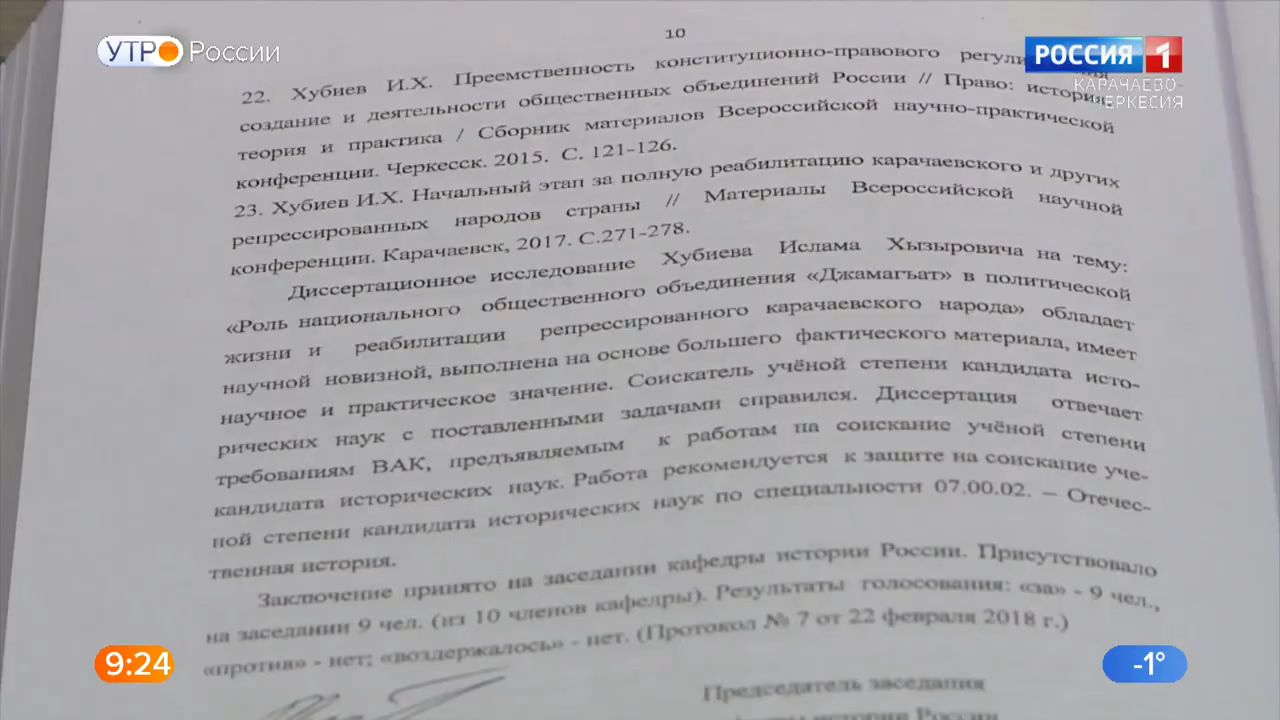 УТРО России
РОССИЯ 1
КАРАЧАЕВО-
ЧЕРКЕСИЯ
10
22. Хубиев И.Х. Преемственность конституционно-правового
создание и деятельности общественных объединений России // Право: история,
теория и практика / Сборник материалов Всероссийской научно-практической
конференции. Черкесск. 2015. С. 121-126.
23. Хубиев И.Х. Начальный этап за полную реабилитацию карачаевского и других
репрессированных народов страны // Материалы Всероссийской научной
конференции. Карачаевск, 2017. С.271-278.
Диссертационное исследование Хубиева Ислама Хызыровича на тему:
«Роль национального общественного объединения «Джамагъат» в политической
жизни и реабилитации репрессированного карачаевского народа» обладает
научной новизной, выполнена на основе большего фактического материала, имеет
научное и практическое значение. Соискатель учёной степени кандидата исто-
рических наук с поставленными задачами справился. Диссертация отвечает
требованиям ВАК, предъявляемым к работам на соискание учёной степени
кандидата исторических наук. Работа рекомендуется к защите на соискание уче-
ной степени кандидата исторических наук по специальности 07.00.02. – Отечес-
твенная история.
Заключение принято на заседании кафедры истории России. Присутствовало
на заседании 9 чел. (из 10 членов кафедры). Результаты голосования: «за» - 9 чел.,
«против» - нет; «воздержалось» - нет. (Протокол № 7 от 22 февраля 2018 г.)
Председатель заседания
кафедры истории России
9:24
-1°